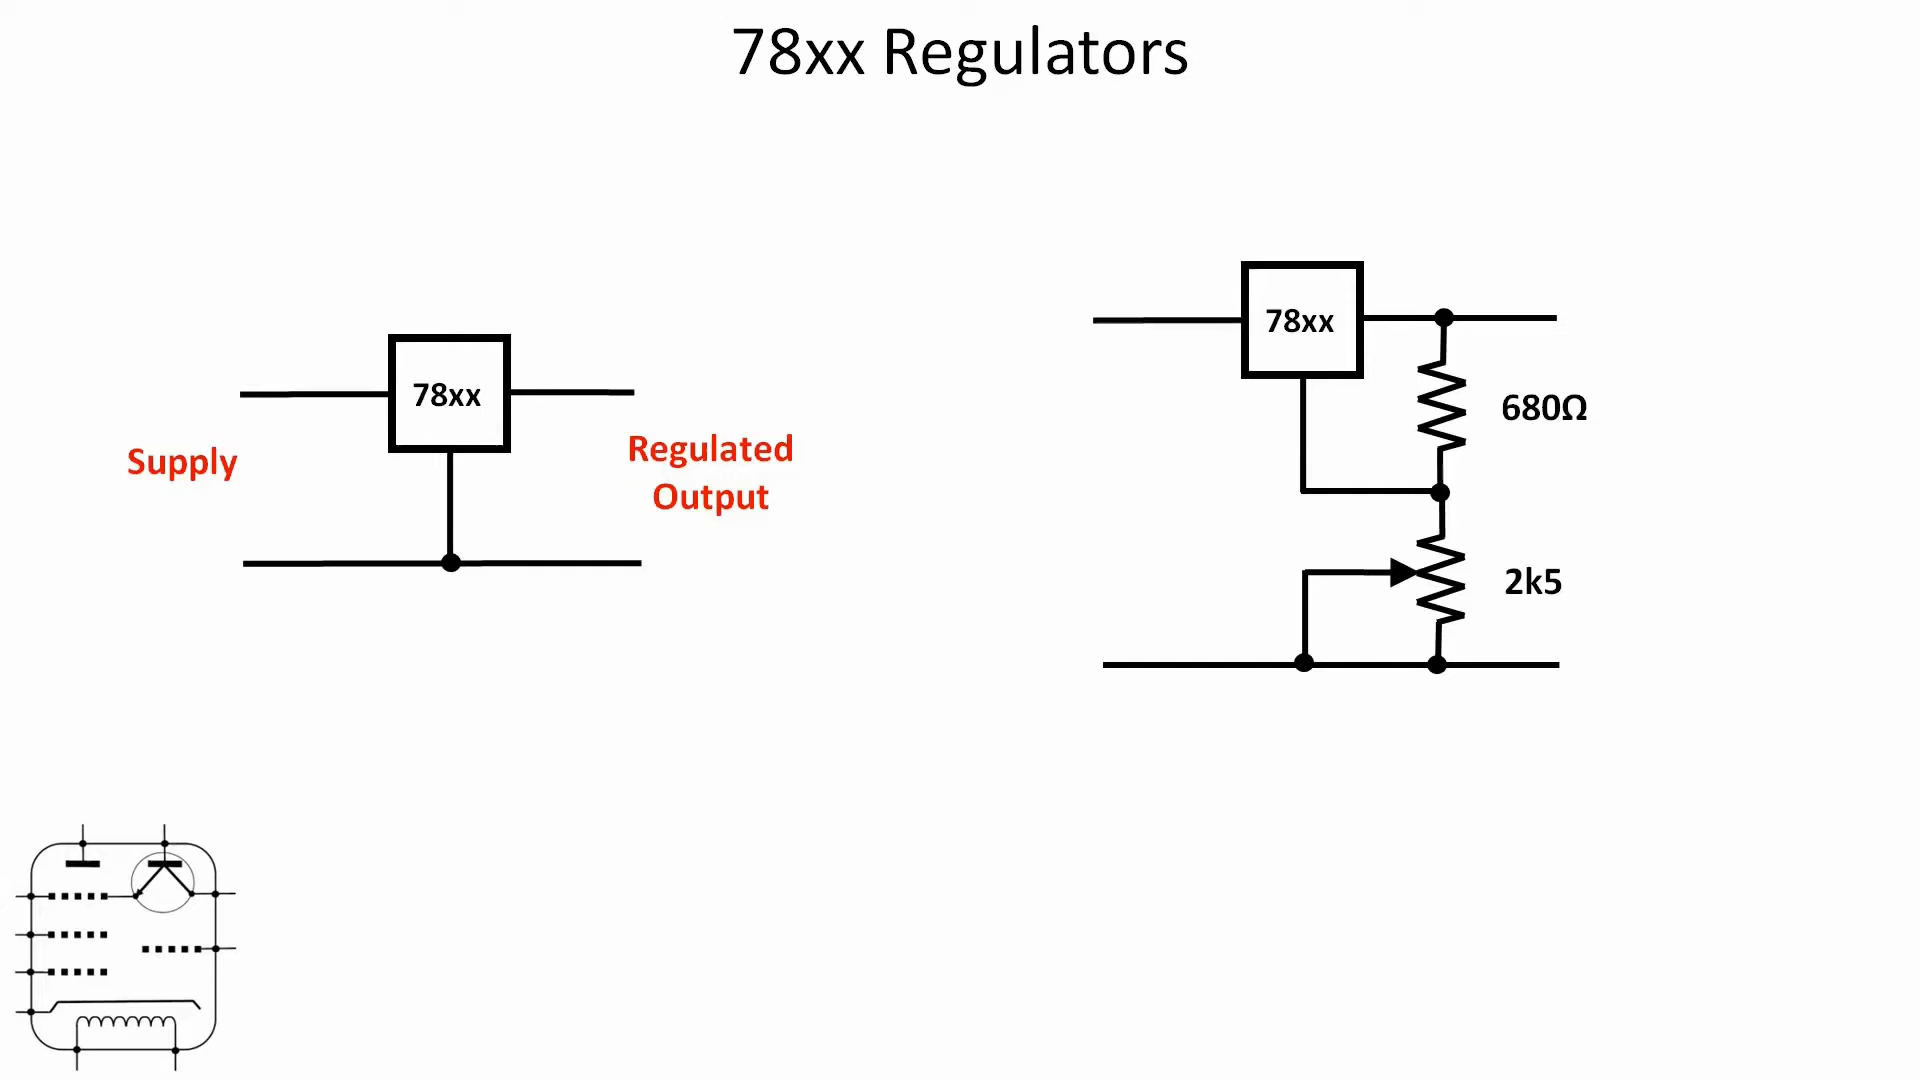 78xx Regulators
78xx
Supply
Regulated
Output
78xx
680Ω
2k5